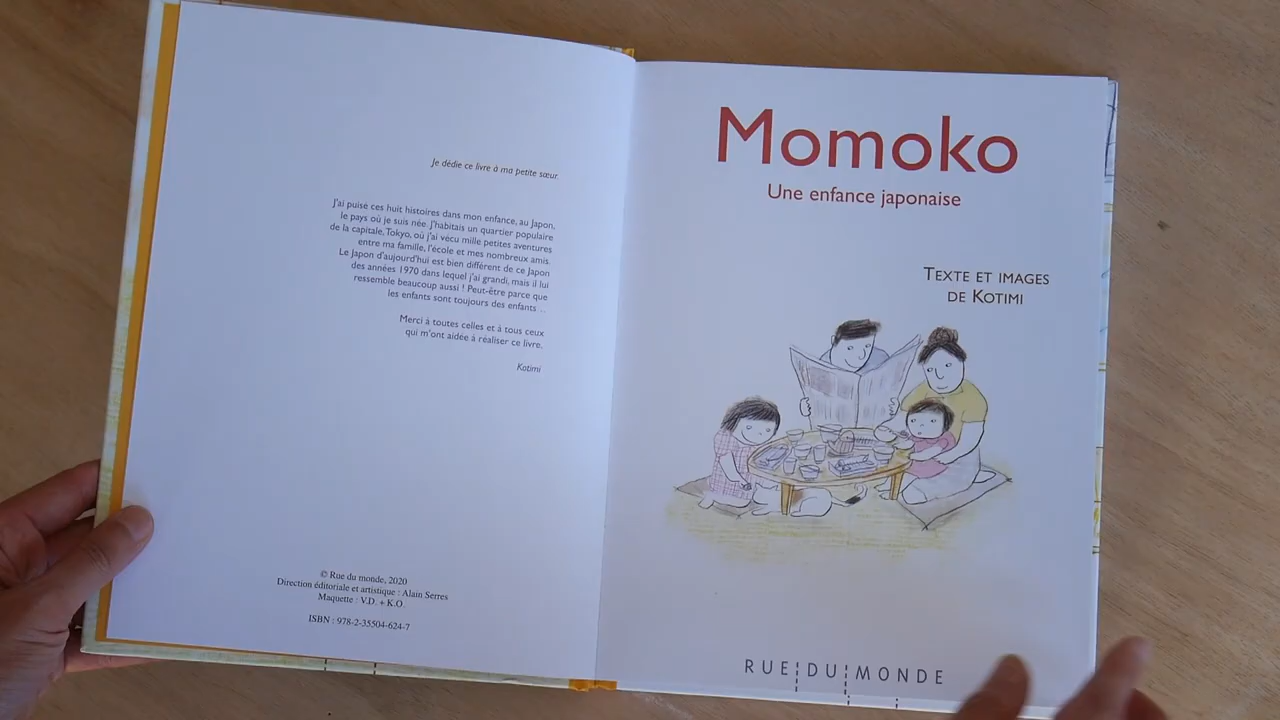 Je dédie ce livre à ma petite sœur.
J'ai puisé ces huit histoires dans mon enfance, au Japon,
le pays où je suis née. J'habitais un quartier populaire
de la capitale, Tokyo, où j'ai vécu mille petites aventures
entre ma famille, l'école et mes nombreux amis.
Le Japon d'aujourd'hui est bien différent de ce Japon
des années 1970 dans lequel j'ai grandi, mais il lui
ressemble beaucoup aussi ! Peut-être parce que
les enfants sont toujours des enfants...
Merci à toutes celles et à tous ceux
qui m'ont aidée à réaliser ce livre.
Kotimi
© Rue du monde, 2020
Direction éditoriale et artistique : Alain Serres
Maquette : V.D. + K.O.
ISBN : 978-2-35504-624-7
Momoko
Une enfance japonaise
TEXTE ET IMAGES
DE KOTIMI
RUE DU MONDE